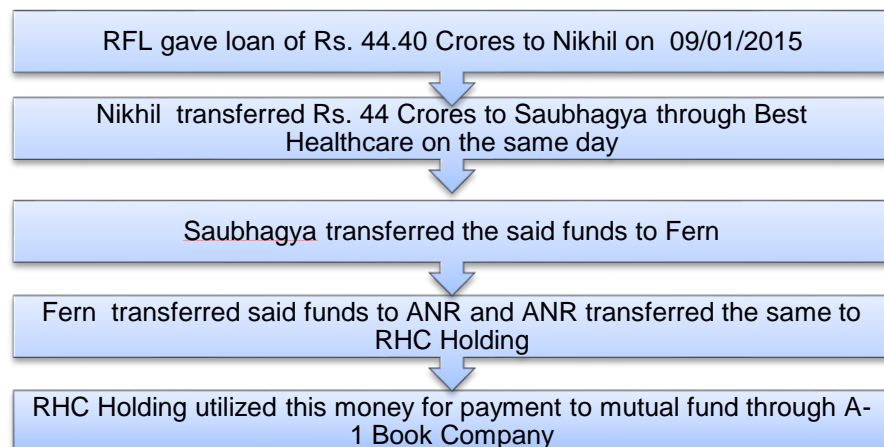 RFL gave loan of Rs. 44.40 Crores to Nikhil on 09/01/2015
Nikhil transferred Rs. 44 Crores to Saubhagya through Best
Healthcare on the same day
Saubhagya transferred the said funds to Fern
Fern transferred said funds to ANR and ANR transferred the same to
RHC Holding
RHC Holding utilized this money for payment to mutual fund through A-
1 Book Company